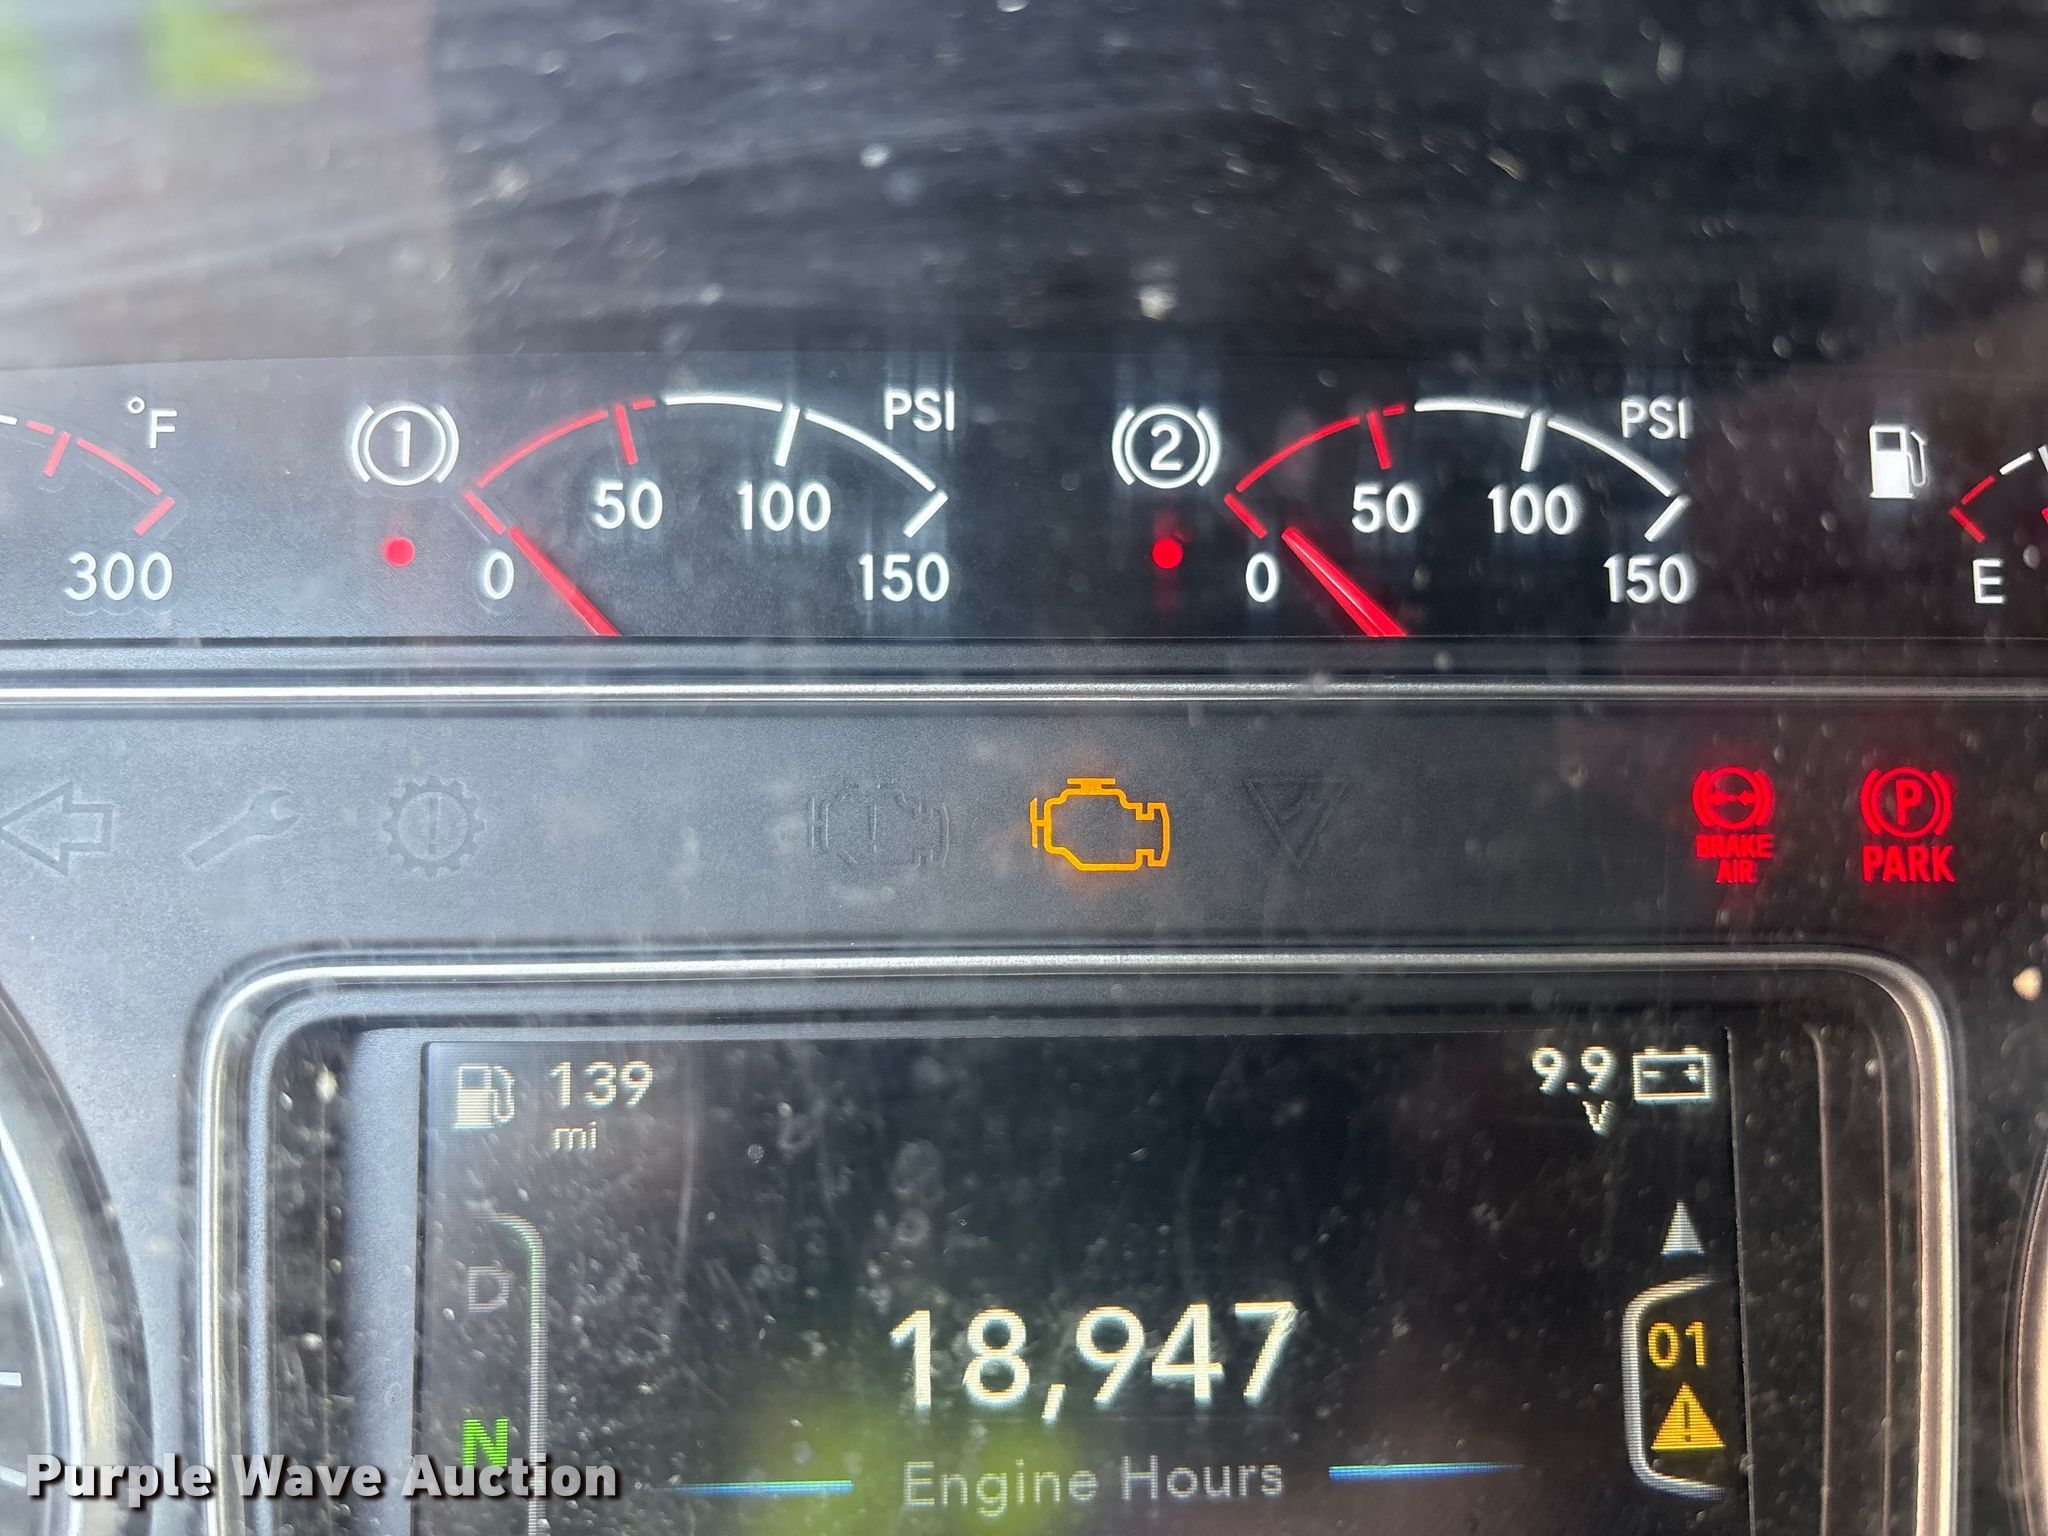 °F
300
1
PSI
0
50
100
150
2
PSI
0
50
100
150
E
BRAKE
AIR
P
PARK
139
mi
9.9
V
D
N
18,947
Engine Hours
01
Purple Wave Auction